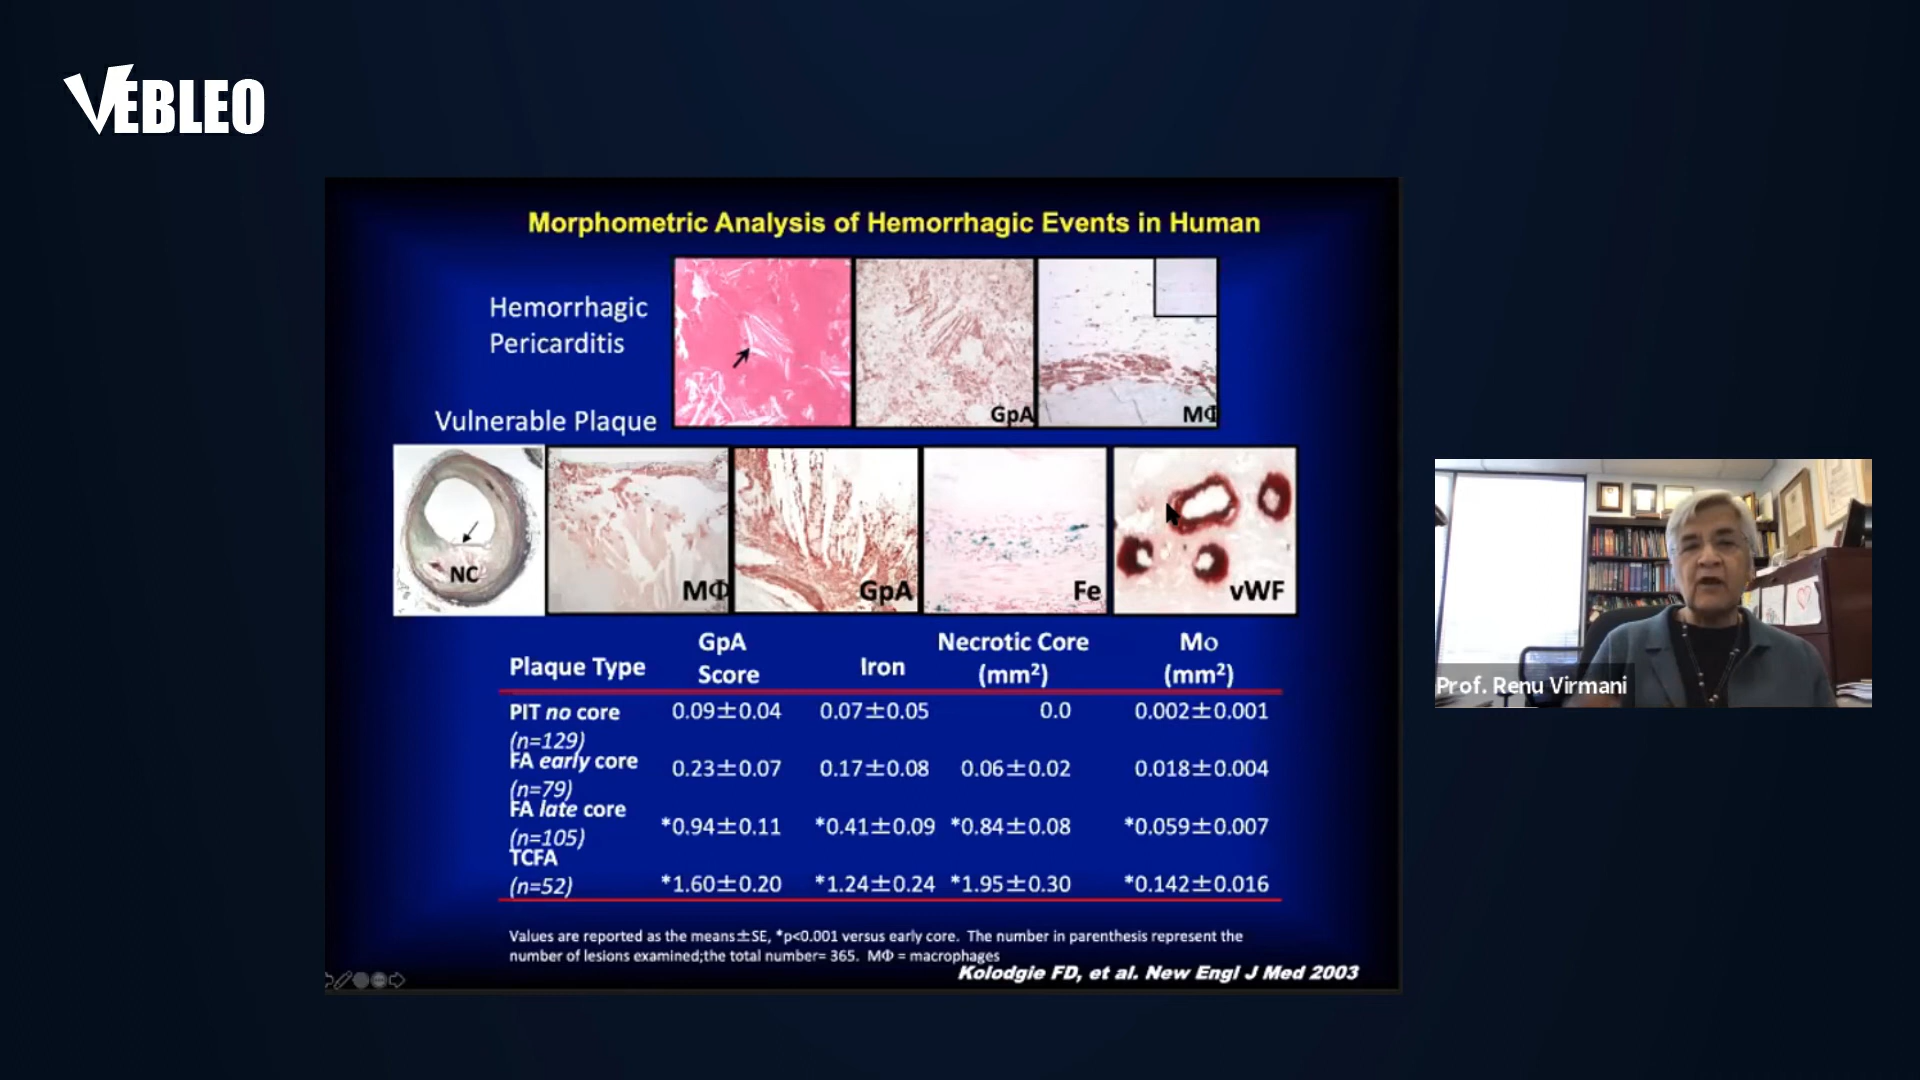 VEBLEO
Morphometric Analysis of Hemorrhagic Events in Human
Hemorrhagic
Pericarditis
GpA
MΦ
Vulnerable Plaque
NC
MΦ
GpA
Fe
vWF
Plaque Type
GpA
Score
Iron
Necrotic Core
(mm²)
Mo
(mm²)
PIT no core
(n=129)
0.09±0.04 0.07±0.05 0.0 0.002±0.001
FA early core
(n=79)
0.23±0.07 0.17±0.08 0.06±0.02 0.018±0.004
FA late core
(n=105)
*0.94±0.11 *0.41±0.09 *0.84±0.08 *0.059±0.007
TCFA
(n=52)
*1.60±0.20 *1.24±0.24 *1.95±0.30 *0.142±0.016
Values are reported as the means±SE, *p<0.001 versus early core. The number in parenthesis represent the
number of lesions examined;the total number= 365. MΦ = macrophages
Kolodgie FD, et al. New Engl J Med 2003
Prof. Renu Virmani